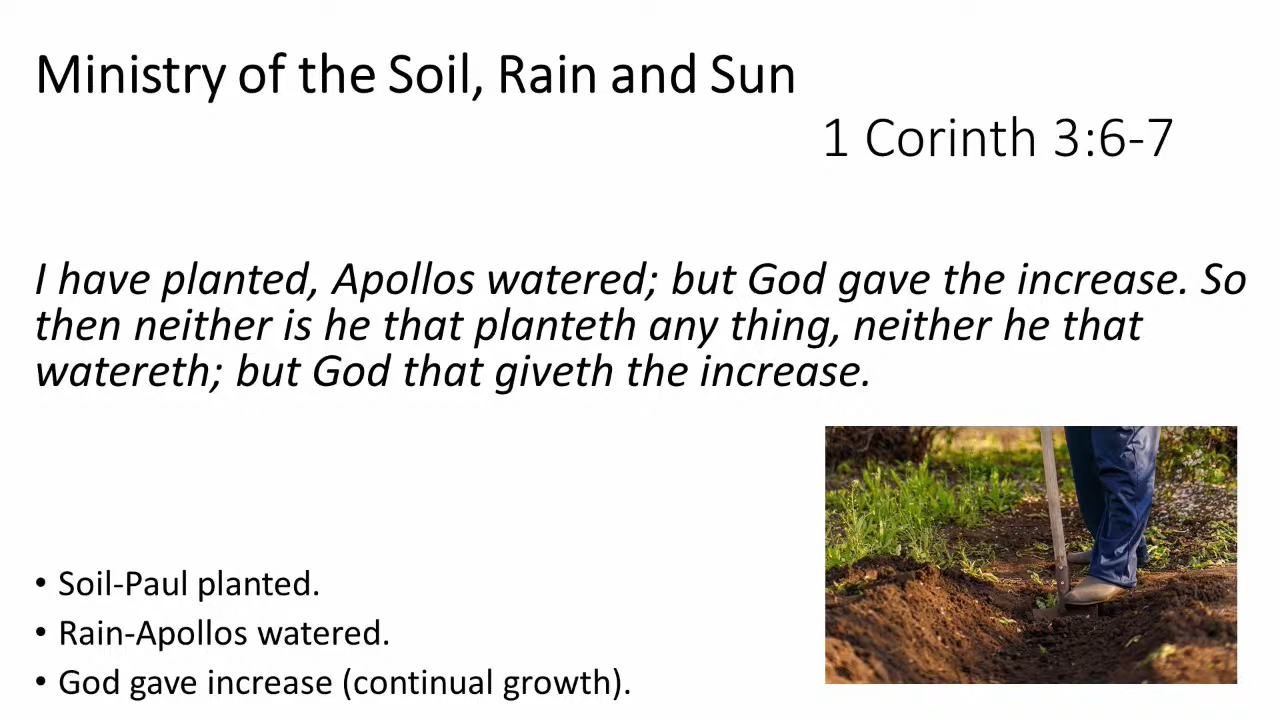 Ministry of the Soil, Rain and Sun
1 Corinth 3:6-7
I have planted, Apollos watered; but God gave the increase. So
then neither is he that planteth any thing, neither he that
watereth; but God that giveth the increase.
• Soil-Paul planted.
• Rain-Apollos watered.
• God gave increase (continual growth).